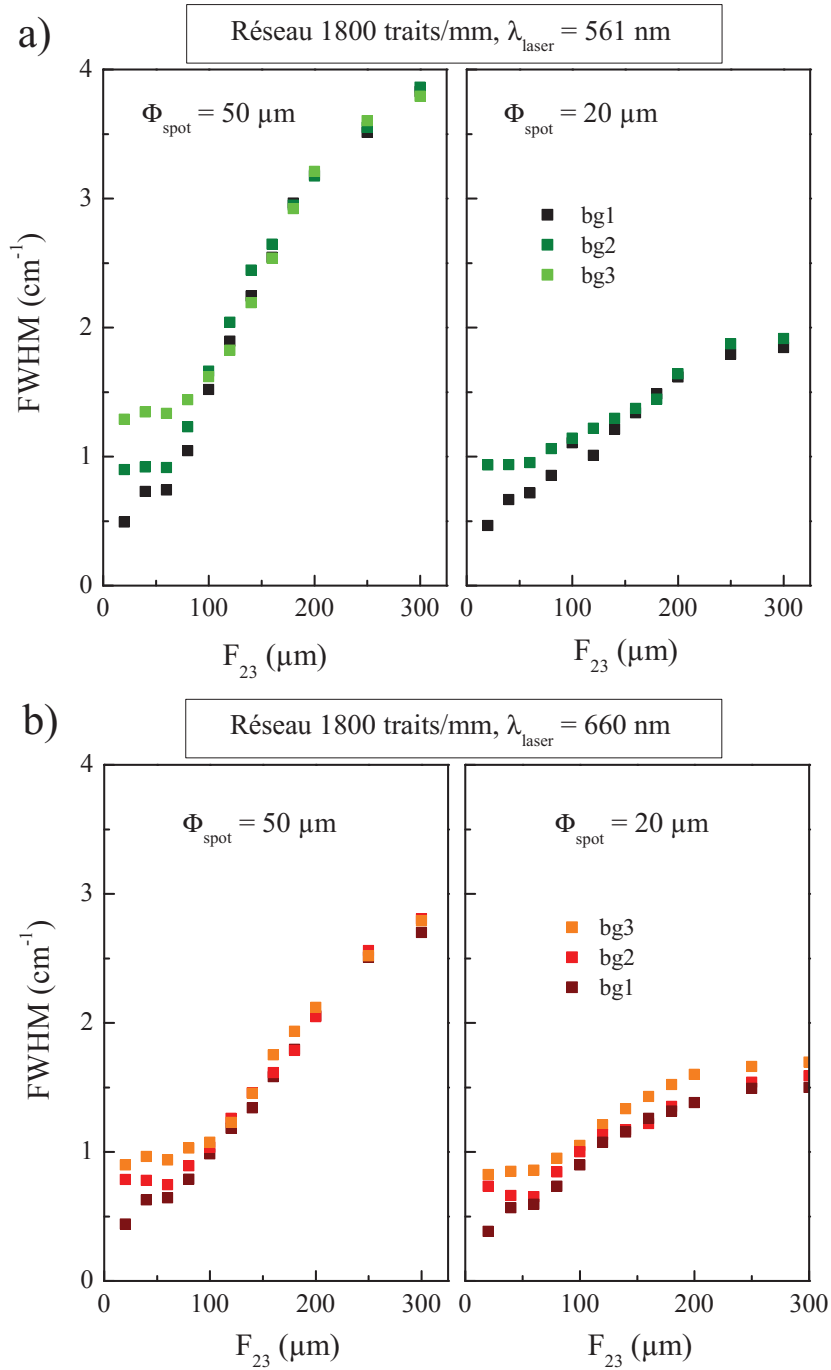 a)
Réseau 1800 traits/mm, λlaser = 561 nm
Φspot = 50 µm
Φspot = 20 µm
bg1
bg2
bg3
FWHM (cm-1)
4
3
2
1
0
0 100 200 300
0 100 200 300
F23 (µm)
F23 (µm)
b)
Réseau 1800 traits/mm, λlaser = 660 nm
Φspot = 50 µm
Φspot = 20 µm
bg3
bg2
bg1
FWHM (cm-1)
4
3
2
1
0
0 100 200 300
0 100 200 300
F23 (µm)
F23 (µm)